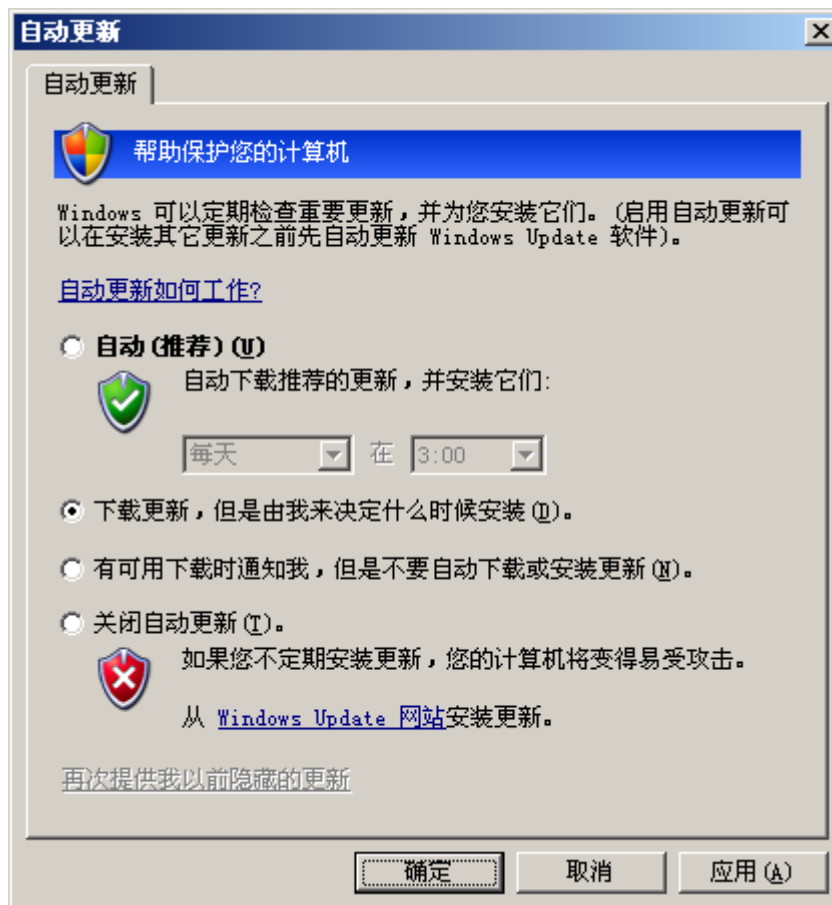 自动更新
自动更新
帮助保护您的计算机
Windows 可以定期检查重要更新，并为您安装它们。(启用自动更新可
以在安装其它更新之前先自动更新 Windows Update 软件)。
自动更新如何工作?
自动(推荐)(U)
自动下载推荐的更新，并安装它们:
每天 在 3:00
下载更新，但是由我来决定什么时候安装(D)。
有可用下载时通知我，但是不要自动下载或安装更新(N)。
关闭自动更新(T)。
如果您不定期安装更新，您的计算机将变得易受攻击。
从 Windows Update 网站安装更新。
再次提供我以前隐藏的更新
确定 取消 应用(A)